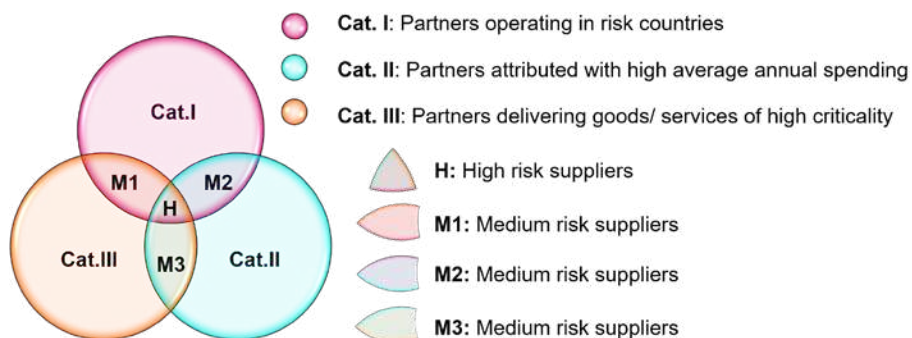 Cat. I: Partners operating in risk countries
Cat. II: Partners attributed with high average annual spending
Cat. III: Partners delivering goods/ services of high criticality
Cat.I
M1
M2
H
Cat.III
M3
Cat.II
H: High risk suppliers
M1: Medium risk suppliers
M2: Medium risk suppliers
M3: Medium risk suppliers